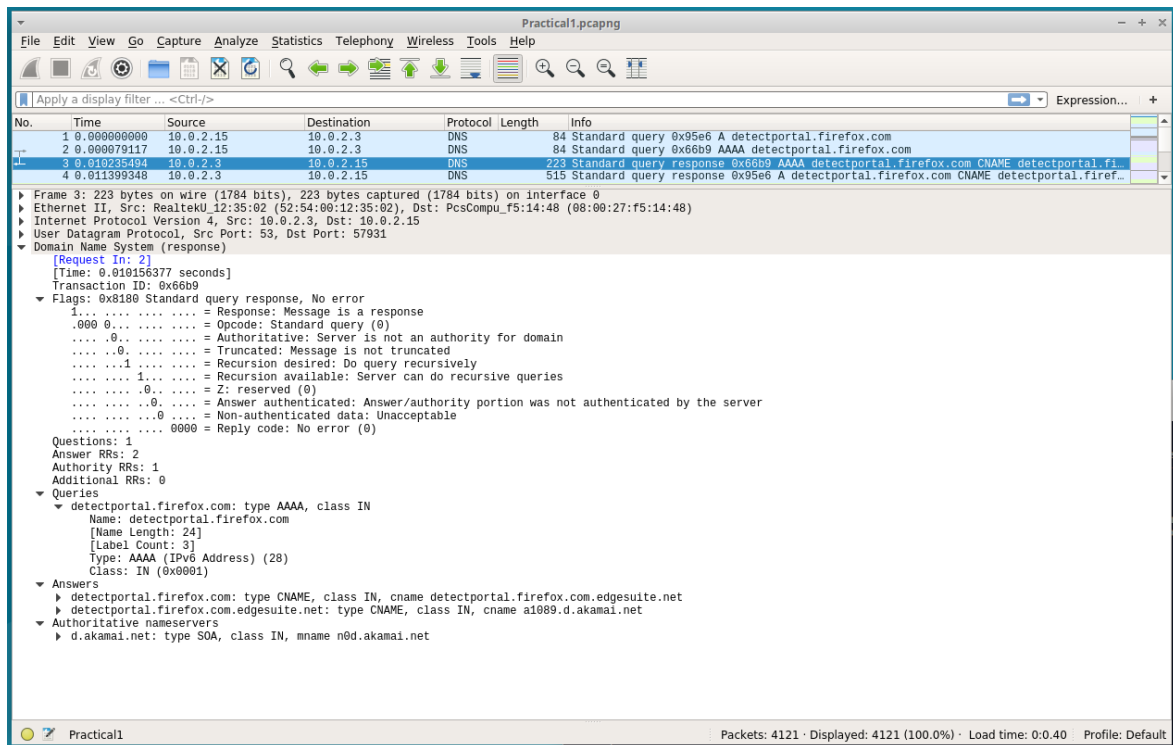 Practical1.pcapng
File Edit View Go Capture Analyze Statistics Telephony Wireless Tools Help
Apply a display filter ... <Ctrl-/> Expression... +
No. Time Source Destination Protocol Length Info
1 0.000000000 10.0.2.15 10.0.2.3 DNS 84 Standard query 0x95e6 A detectportal.firefox.com
2 0.000079117 10.0.2.15 10.0.2.3 DNS 84 Standard query 0x66b9 AAAA detectportal.firefox.com
3 0.010235494 10.0.2.3 10.0.2.15 DNS 223 Standard query response 0x66b9 AAAA detectportal.firefox.com CNAME detectportal.fi…
4 0.011399348 10.0.2.3 10.0.2.15 DNS 515 Standard query response 0x95e6 A detectportal.firefox.com CNAME detectportal.firef…
Frame 3: 223 bytes on wire (1784 bits), 223 bytes captured (1784 bits) on interface 0
Ethernet II, Src: RealtekU_12:35:02 (52:54:00:12:35:02), Dst: PcsCompu_f5:14:48 (08:00:27:f5:14:48)
Internet Protocol Version 4, Src: 10.0.2.3, Dst: 10.0.2.15
User Datagram Protocol, Src Port: 53, Dst Port: 57931
Domain Name System (response)
[Request In: 2]
[Time: 0.010156377 seconds]
Transaction ID: 0x66b9
Flags: 0x8180 Standard query response, No error
1... .... .... .... = Response: Message is a response
.000 0... .... .... = Opcode: Standard query (0)
.... .0.. .... .... = Authoritative: Server is not an authority for domain
.... ..0. .... .... = Truncated: Message is not truncated
.... ...1 .... .... = Recursion desired: Do query recursively
.... .... 1... .... = Recursion available: Server can do recursive queries
.... .... .0.. .... = Z: reserved (0)
.... .... ..0. .... = Answer authenticated: Answer/authority portion was not authenticated by the server
.... .... ...0 .... = Non-authenticated data: Unacceptable
.... .... .... 0000 = Reply code: No error (0)
Questions: 1
Answer RRs: 2
Authority RRs: 1
Additional RRs: 0
Queries
detectportal.firefox.com: type AAAA, class IN
Name: detectportal.firefox.com
[Name Length: 24]
[Label Count: 3]
Type: AAAA (IPv6 Address) (28)
Class: IN (0x0001)
Answers
detectportal.firefox.com: type CNAME, class IN, cname detectportal.firefox.com.edgesuite.net
detectportal.firefox.com.edgesuite.net: type CNAME, class IN, cname a1089.d.akamai.net
Authoritative nameservers
d.akamai.net: type SOA, class IN, mname n0d.akamai.net
Practical1 Packets: 4121 · Displayed: 4121 (100.0%) · Load time: 0:0.40 Profile: Default